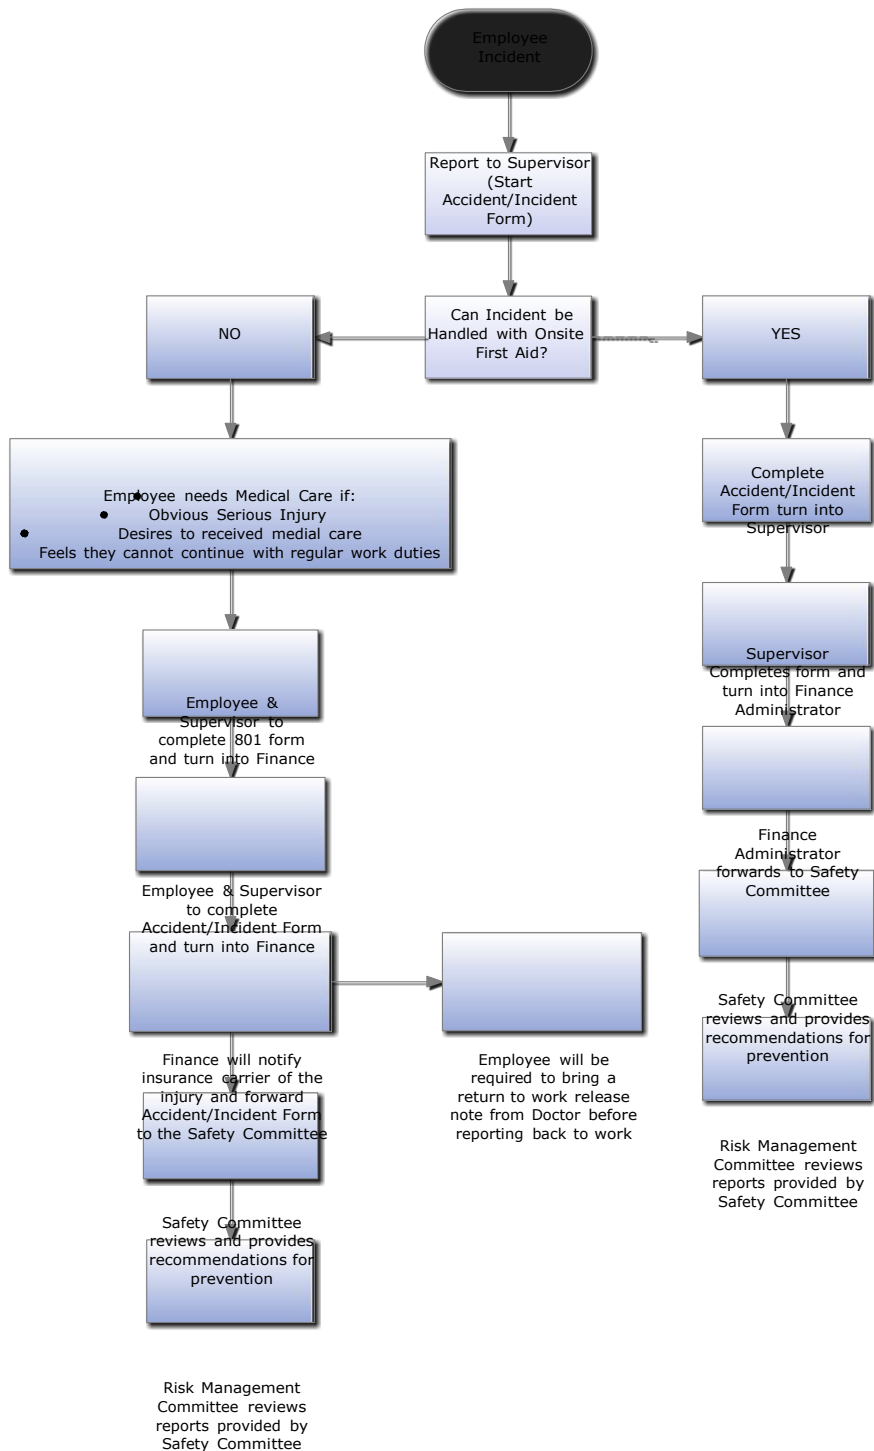 Employee
Incident
Report to Supervisor
(Start
Accident/Incident
Form)
Can Incident be
Handled with Onsite
First Aid?
NO
YES
Employee needs Medical Care if:
Obvious Serious Injury
Desires to received medial care
Feels they cannot continue with regular work duties
Complete
Accident/Incident
Form turn into
Supervisor
Supervisor
Completes form and
turn into Finance
Administrator
Employee &
Supervisor to
complete 801 form
and turn into Finance
Finance
Administrator
forwards to Safety
Committee
Employee & Supervisor
to complete
Accident/Incident Form
and turn into Finance
Safety Committee
reviews and provides
recommendations for
prevention
Finance will notify
insurance carrier of the
injury and forward
Accident/Incident Form
to the Safety Committee
Employee will be
required to bring a
return to work release
note from Doctor before
reporting back to work
Risk Management
Committee reviews
reports provided by
Safety Committee
Safety Committee
reviews and provides
recommendations for
prevention
Risk Management
Committee reviews
reports provided by
Safety Committee